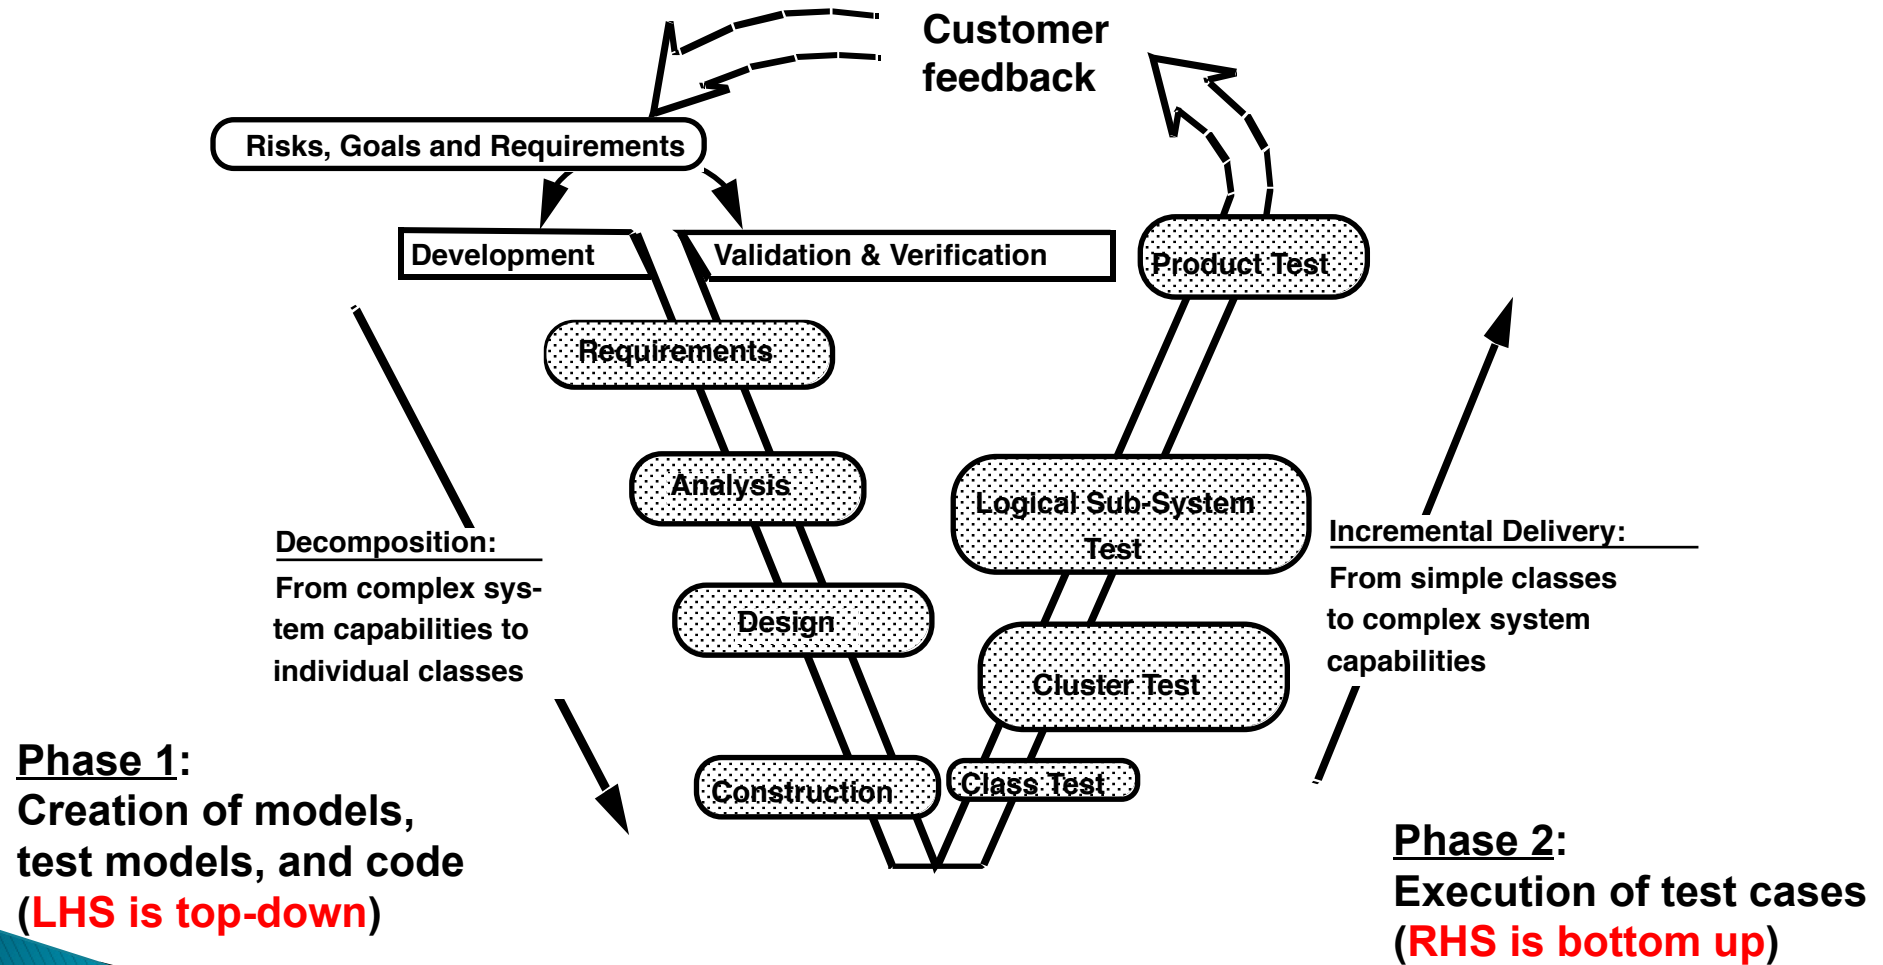 Customer
feedback
Risks, Goals and Requirements
Development
Validation & Verification
Product Test
Requirements
Analysis
Logical Sub-System
Test
Decomposition:
From complex sys-
tem capabilities to
individual classes
Incremental Delivery:
From simple classes
to complex system
capabilities
Design
Cluster Test
Construction
Class Test
Phase 1:
Creation of models,
test models, and code
(LHS is top-down)
Phase 2:
Execution of test cases
(RHS is bottom up)